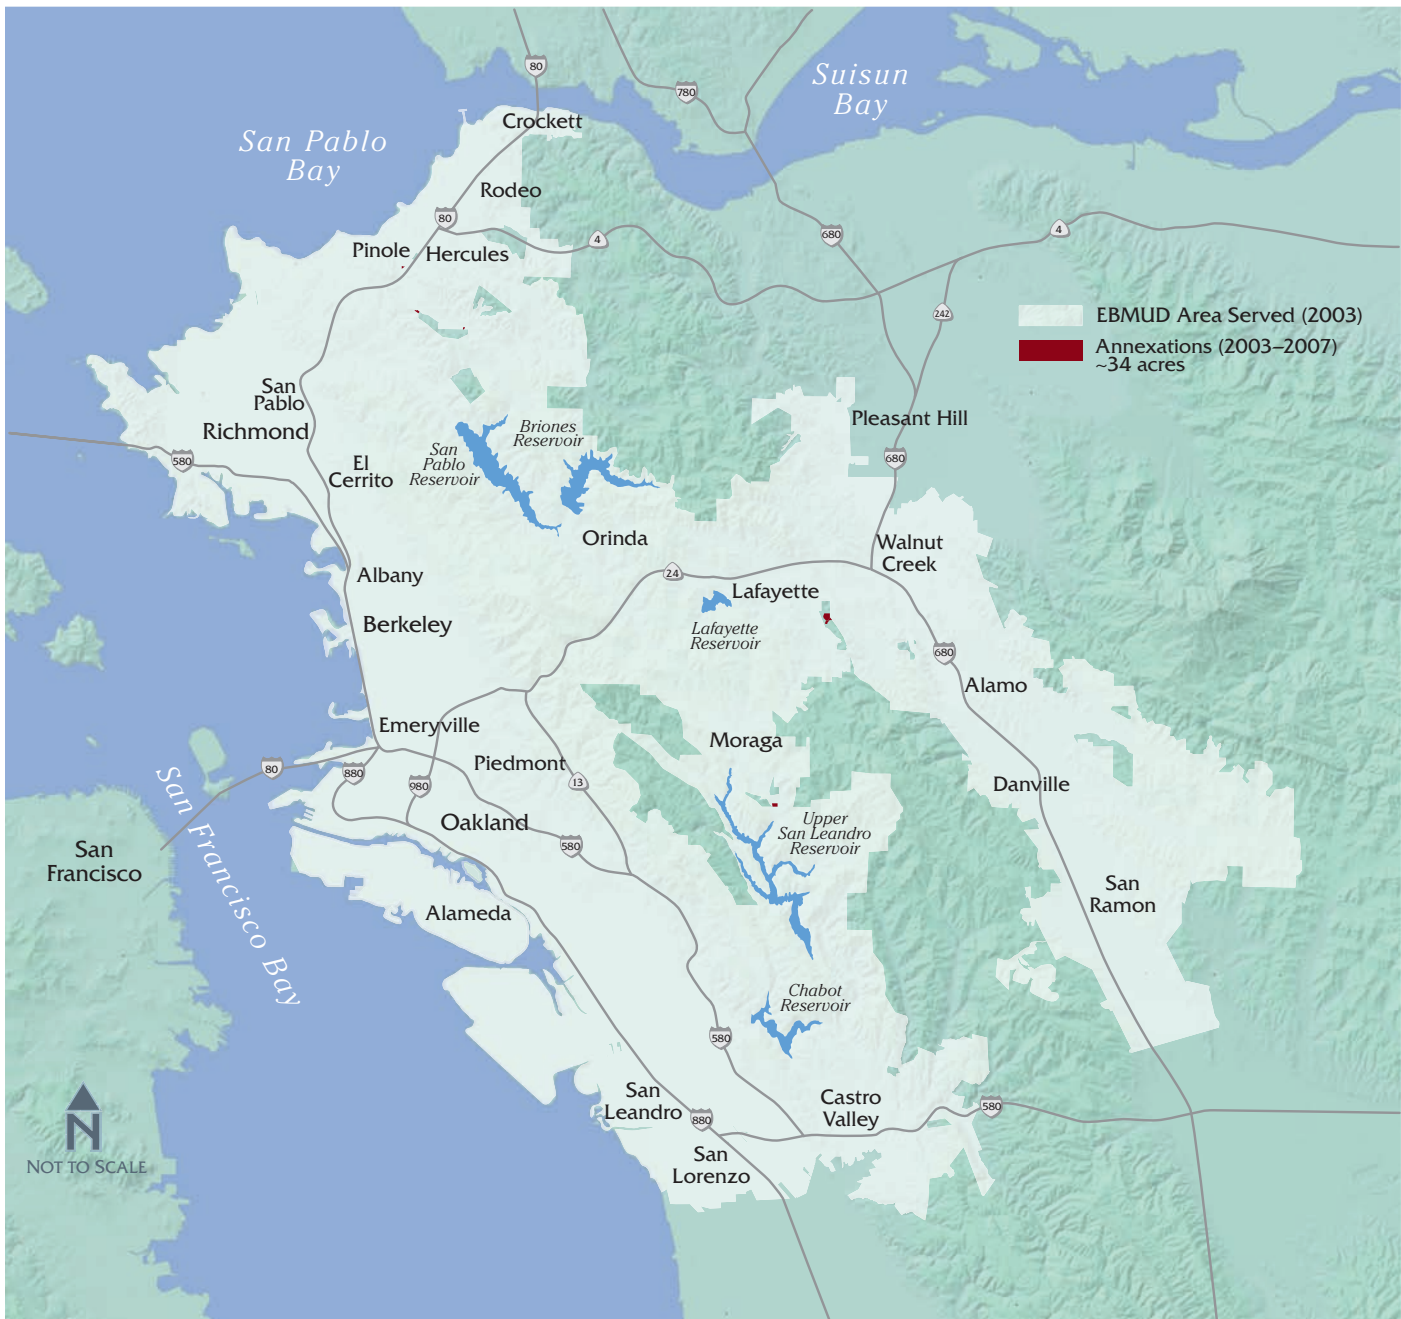 80
780
Suisun
Bay
Crockett
San Pablo
Bay
Rodeo
80
4
680
4
Pinole
Hercules
242
EBMUD Area Served (2003)
Annexations (2003–2007)
~34 acres
San
Pablo
Richmond
Pleasant Hill
Briones
Reservoir
San
Pablo
Reservoir
580
El
Cerrito
680
Orinda
Walnut
Creek
Albany
24
Lafayette
Berkeley
Lafayette
Reservoir
680
Alamo
Emeryville
Moraga
Piedmont
80
880
980
13
Danville
San Francisco Bay
Oakland
Upper
San Leandro
Reservoir
580
San
Francisco
San
Ramon
Alameda
Chabot
Reservoir
580
San
Leandro
Castro
Valley
580
880
N
NOT TO SCALE
San
Lorenzo